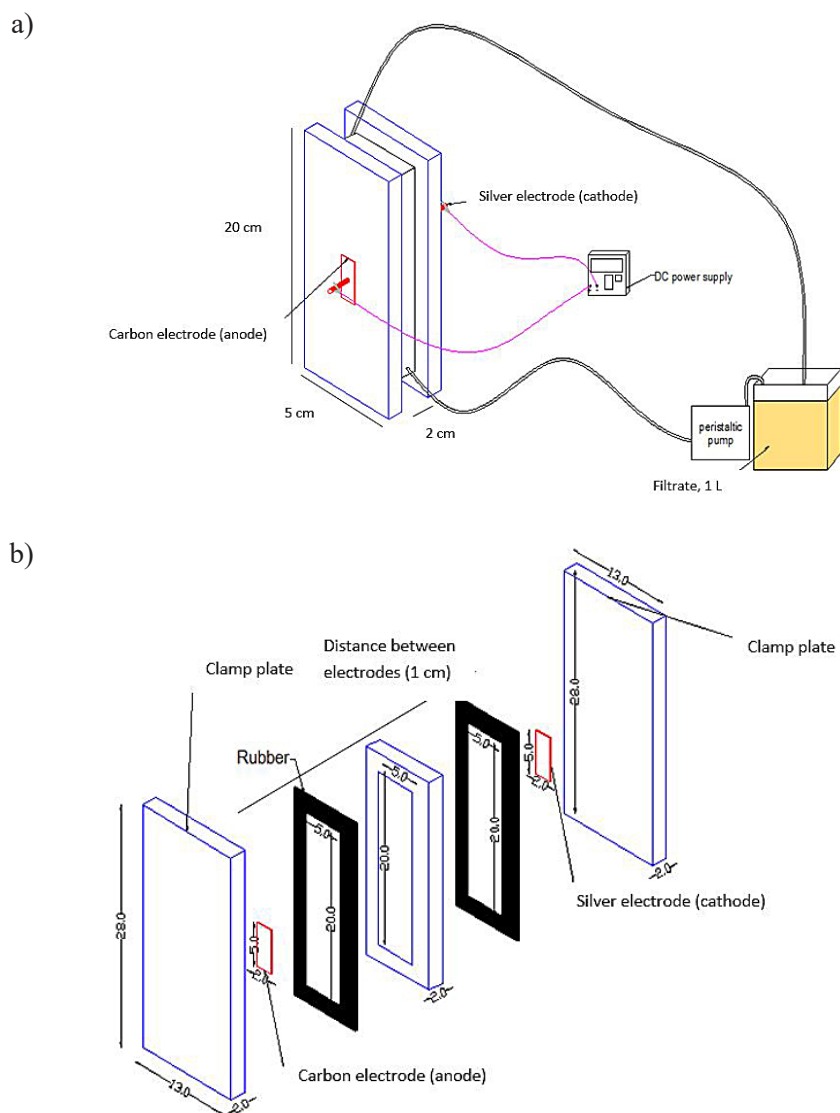 a)
Silver electrode (cathode)
20 cm
DC power supply
Carbon electrode (anode)
5 cm
2 cm
peristaltic
pump
Filtrate, 1 L
b)
13.0
Clamp plate
Distance between
electrodes (1 cm)
Clamp plate
28.0
5.0
5.0
2.0
Rubber
5.0
20.0
5.0
20.0
2.0
Silver electrode (cathode)
28.0
5.0
20.0
2.0
2.0
Carbon electrode (anode)
13.0
2.0